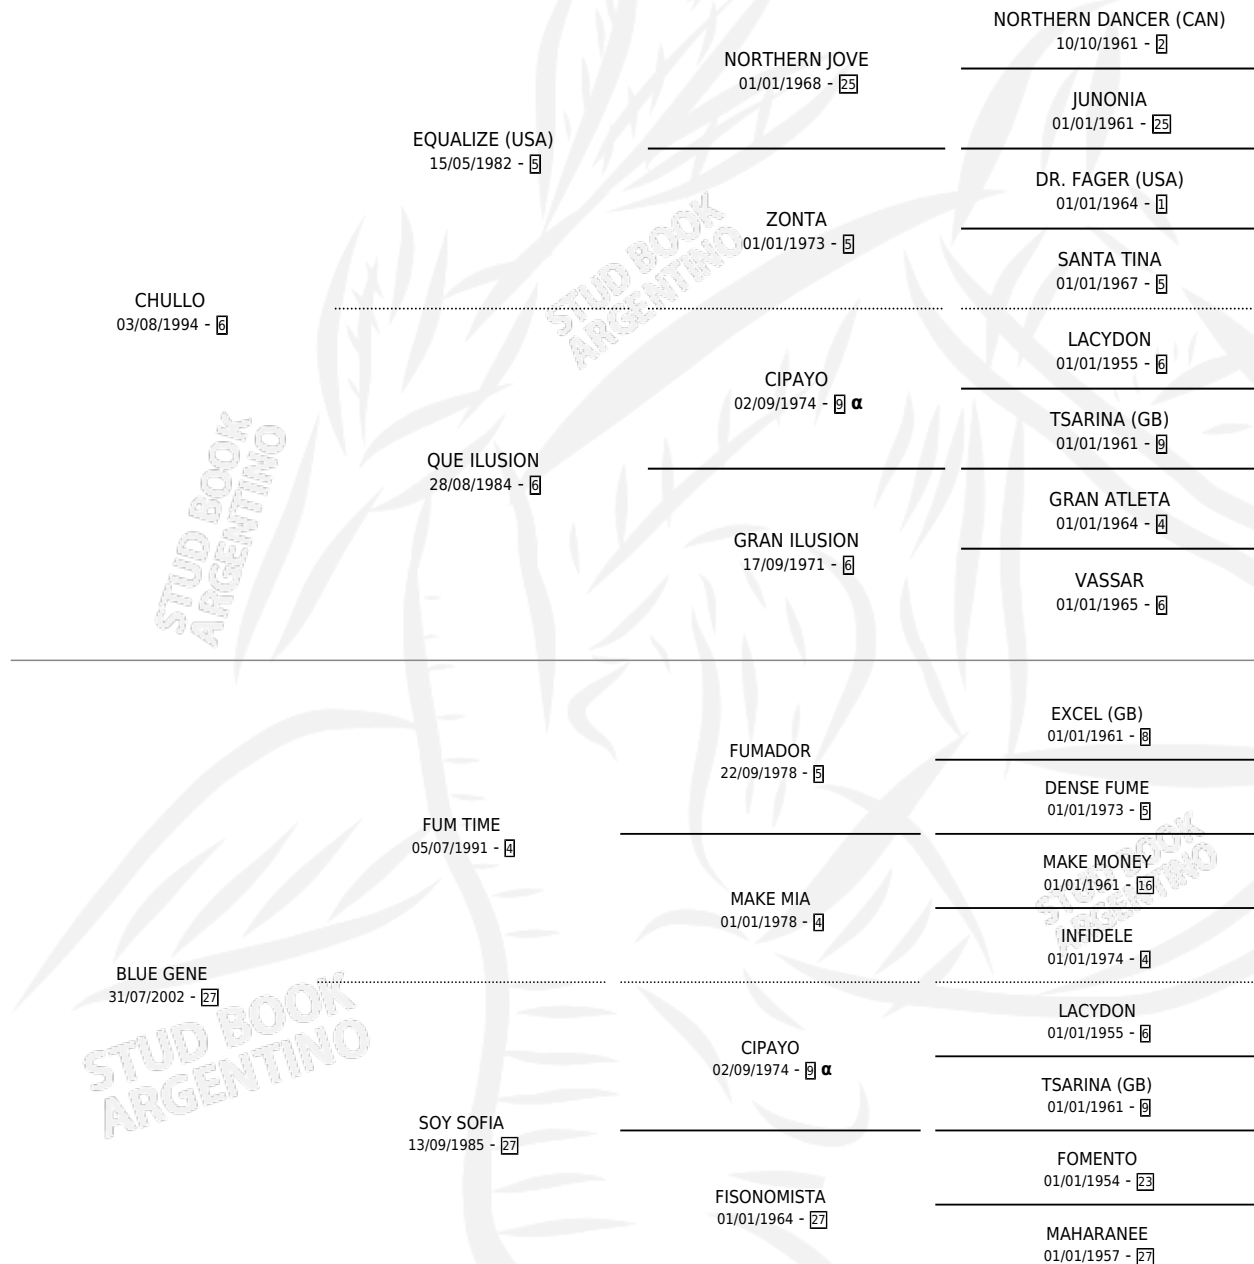 NORTHERN DANCER (CAN)
10/10/1961 - 2
NORTHERN JOVE
01/01/1968 - 25
JUNONIA
01/01/1961 - 25
EQUALIZE (USA)
15/05/1982 - 5
DR. FAGER (USA)
01/01/1964 - 1
ZONTA
01/01/1973 - 5
SANTA TINA
01/01/1967 - 5
STUD BOOK
ARGENTINO
CHULLO
03/08/1994 - 6
LACYDON
01/01/1955 - 6
CIPAYO
02/09/1974 - 9 α
TSARINA (GB)
01/01/1961 - 9
QUE ILUSION
28/08/1984 - 6
STUD BOOK
ARGENTINO
GRAN ATLETA
01/01/1964 - 4
GRAN ILUSION
17/09/1971 - 6
VASSAR
01/01/1965 - 6
EXCEL (GB)
01/01/1961 - 8
FUMADOR
22/09/1978 - 5
DENSE FUME
01/01/1973 - 5
FUM TIME
05/07/1991 - 4
MAKE MONEY
01/01/1961 - 16
STUD BOOK
ARGENTINO
MAKE MIA
01/01/1978 - 4
INFIDELE
01/01/1974 - 4
BLUE GENE
31/07/2002 - 27
STUD BOOK
ARGENTINO
LACYDON
01/01/1955 - 6
CIPAYO
02/09/1974 - 9 α
TSARINA (GB)
01/01/1961 - 9
SOY SOFIA
13/09/1985 - 27
FOMENTO
01/01/1954 - 23
FISONOMISTA
01/01/1964 - 27
MAHARANEE
01/01/1957 - 27